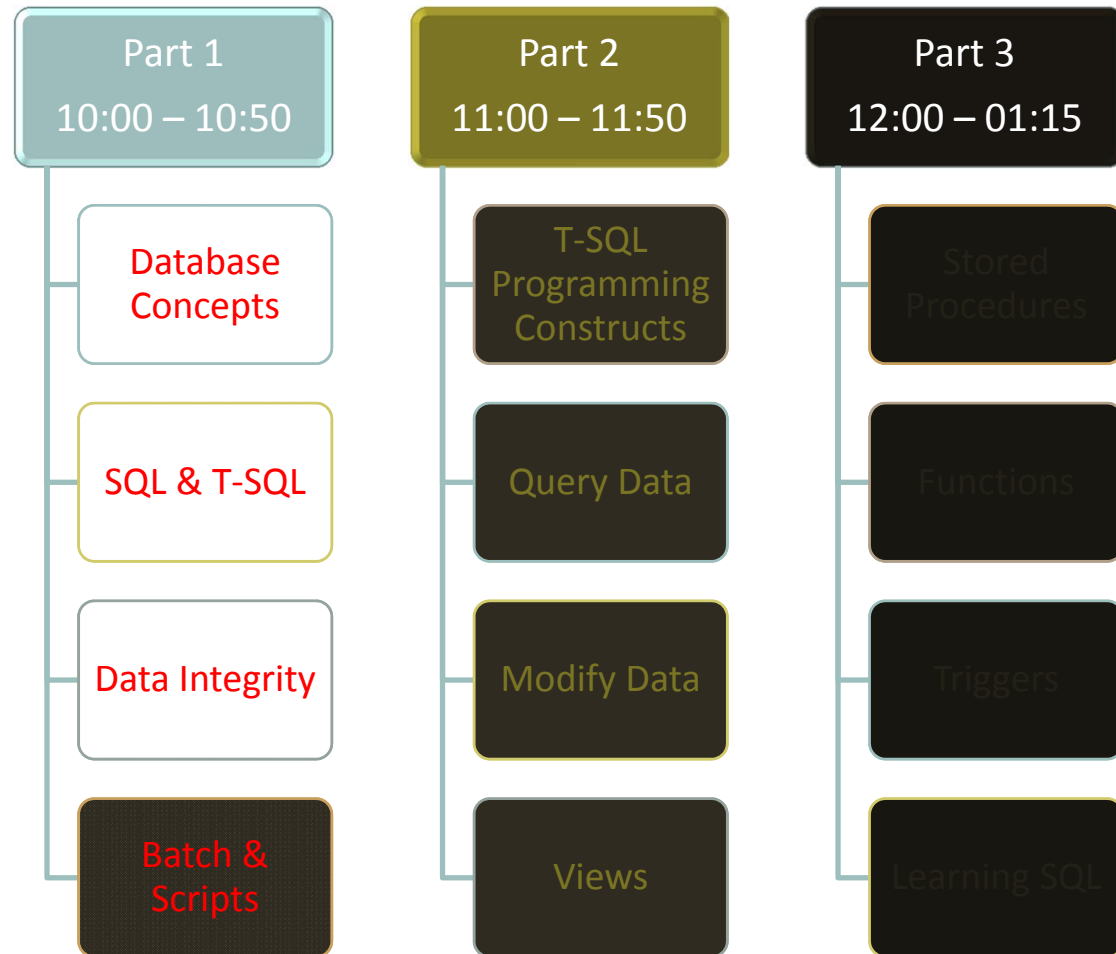 Part 1
10:00 – 10:50
Database
Concepts
SQL & T-SQL
Data Integrity
Batch &
Scripts
Part 2
11:00 – 11:50
T-SQL
Programming
Constructs
Query Data
Modify Data
Views
Part 3
12:00 – 01:15
Stored
Procedures
Functions
Triggers
Learning SQL